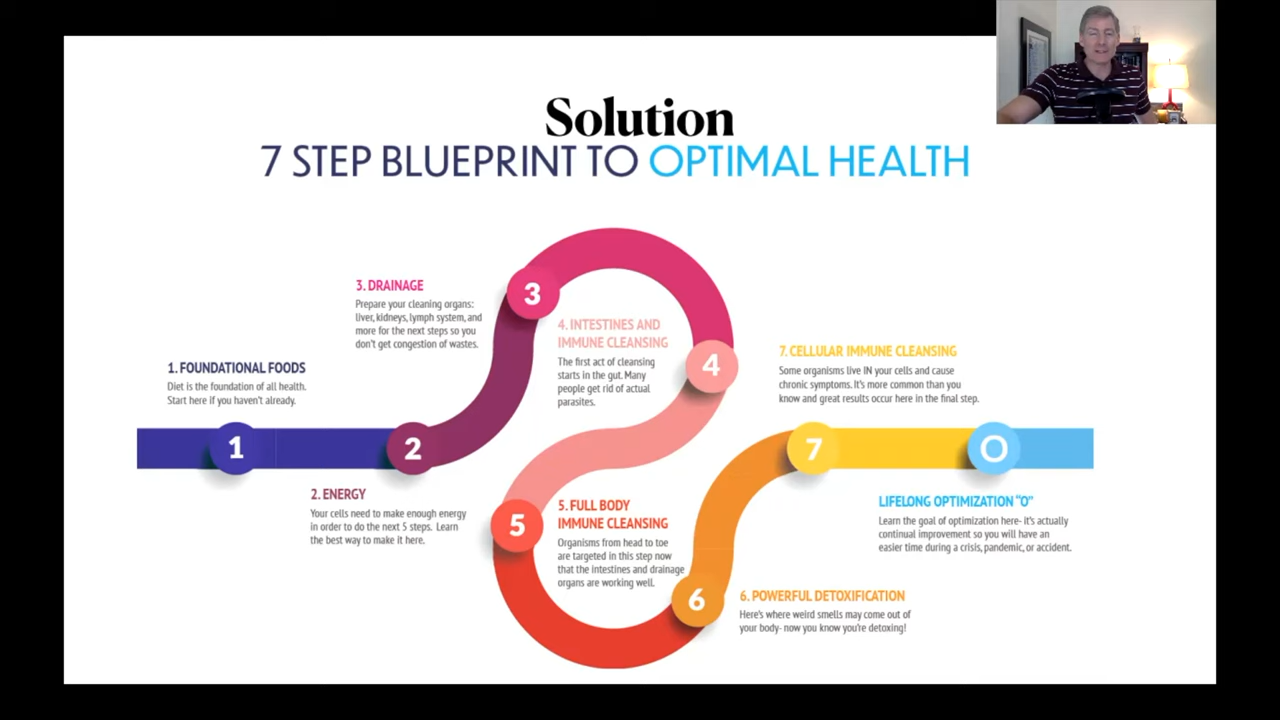 Solution
7 STEP BLUEPRINT TO OPTIMAL HEALTH
1. FOUNDATIONAL FOODS
Diet is the foundation of all health.
Start here if you haven't already.
1
2. ENERGY
Your cells need to make enough energy
in order to do the next 5 steps. Learn
the best way to make it here.
2
3. DRAINAGE
Prepare your cleaning organs:
liver, kidneys, lymph system, and
more for the next steps so you
don't get congestion of wastes.
3
4. INTESTINES AND
IMMUNE CLEANSING
The first act of cleansing
starts in the gut. Many
people get rid of actual
parasites.
4
5. FULL BODY
IMMUNE CLEANSING
Organisms from head to toe
are targeted in this step now
that the intestines and drainage
organs are working well.
5
6. POWERFUL DETOXIFICATION
Here's where weird smells may come out of
your body- now you know you're detoxing!
6
7. CELLULAR IMMUNE CLEANSING
Some organisms live IN your cells and cause
chronic symptoms. It's more common than you
know and great results occur here in the final step.
7
O
LIFELONG OPTIMIZATION "O"
Learn the goal of optimization here- it's actually
continual improvement so you will have an
easier time during a crisis, pandemic, or accident.